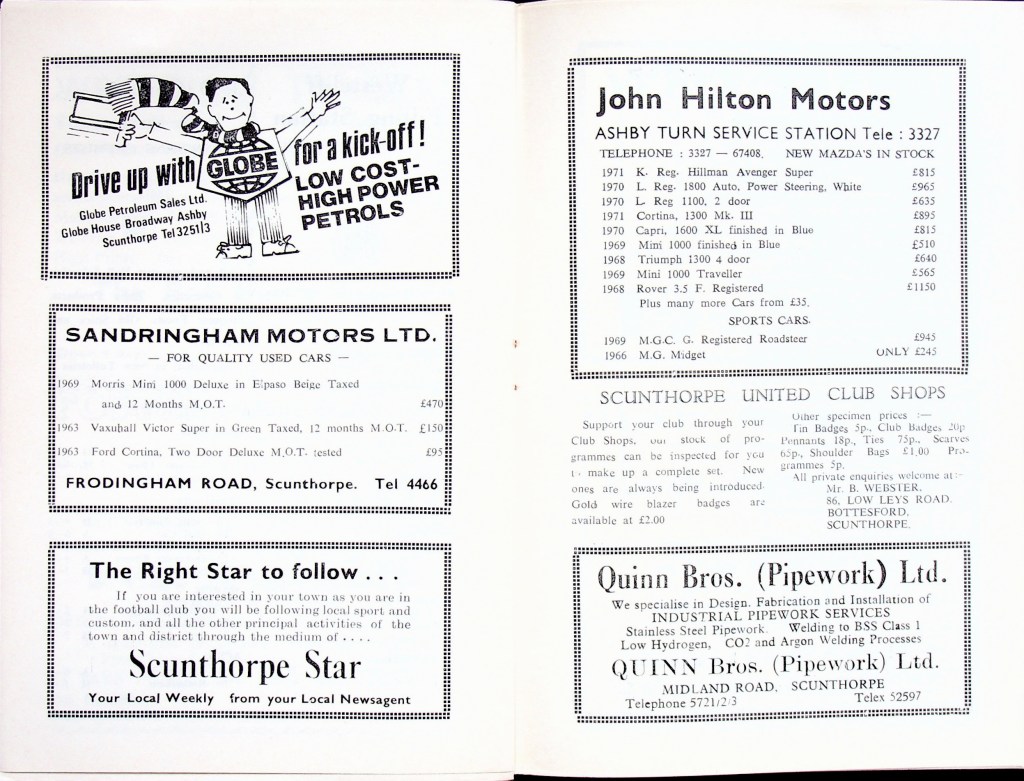 Drive up with GLOBE for a kick-off!
LOW COST-
HIGH POWER
PETROLS
Globe Petroleum Sales Ltd.
Globe House Broadway Ashby
Scunthorpe Tel 32513
SANDRINGHAM MOTORS LTD.
— FOR QUALITY USED CARS —
1969 Morris Mini 1000 Deluxe in Elpaso Beige Taxed
and 12 Months M.O.T. £470
1963 Vauxhall Victor Super in Green Taxed, 12 months M.O.T. £150
1963 Ford Cortina, Two Door Deluxe M.O.T. tested £95
FRODINGHAM ROAD, Scunthorpe. Tel 4466
The Right Star to follow . . .
If you are interested in your town as you are in
the football club you will be following local sport and
custom, and all the other principal activities of the
town and district through the medium of . . . .
Scunthorpe Star
Your Local Weekly from your Local Newsagent
John Hilton Motors
ASHBY TURN SERVICE STATION Tele : 3327
TELEPHONE : 3327 — 67408. NEW MAZDA'S IN STOCK
1971 K. Reg. Hillman Avenger Super £815
1970 L. Reg. 1800 Auto, Power Steering, White £965
1970 L. Reg 1100, 2 door £635
1971 Cortina, 1300 Mk. III £895
1970 Capri, 1600 XL finished in Blue £815
1969 Mini 1000 finished in Blue £510
1968 Triumph 1300 4 door £640
1969 Mini 1000 Traveller £565
1968 Rover 3.5 F. Registered £1150
Plus many more Cars from £35.
SPORTS CARS.
1969 M.G.C. G. Registered Roadsteer £945
1966 M.G. Midget ONLY £245
SCUNTHORPE UNITED CLUB SHOPS
Support your club through your
Club Shops, our stock of pro-
grammes can be inspected for you
to make up a complete set. New
ones are always being introduced.
Gold wire blazer badges are
available at £2.00
Other specimen prices :—
Tin Badges 5p., Club Badges 20p
Pennants 18p., Ties 75p., Scarves
65p., Shoulder Bags £1.00 Pro-
grammes 5p.
All private enquiries welcome at:-
Mr. B. WEBSTER,
86, LOW LEYS ROAD.
BOTTESFORD,
SCUNTHORPE.
Quinn Bros. (Pipework) Ltd.
We specialise in Design. Fabrication and Installation of
INDUSTRIAL PIPEWORK SERVICES
Stainless Steel Pipework. Welding to BSS Class 1
Low Hydrogen, CO2 and Argon Welding Processes
QUINN Bros. (Pipework) Ltd.
MIDLAND ROAD, SCUNTHORPE
Telephone 5721/2/3 Telex 52597